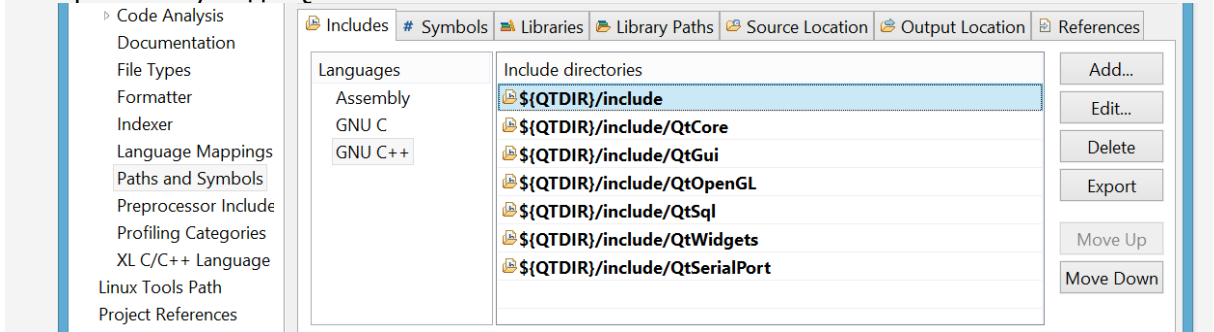 Code Analysis
Documentation
File Types
Formatter
Indexer
Language Mappings
Paths and Symbols
Preprocessor Include
Profiling Categories
XL C/C++ Language
Linux Tools Path
Project References
Includes # Symbols Libraries Library Paths Source Location Output Location References
Languages
Assembly
GNU C
GNU C++
Include directories
${QTDIR}/include
${QTDIR}/include/QtCore
${QTDIR}/include/QtGui
${QTDIR}/include/QtOpenGL
${QTDIR}/include/QtSql
${QTDIR}/include/QtWidgets
${QTDIR}/include/QtSerialPort
Add...
Edit...
Delete
Export
Move Up
Move Down